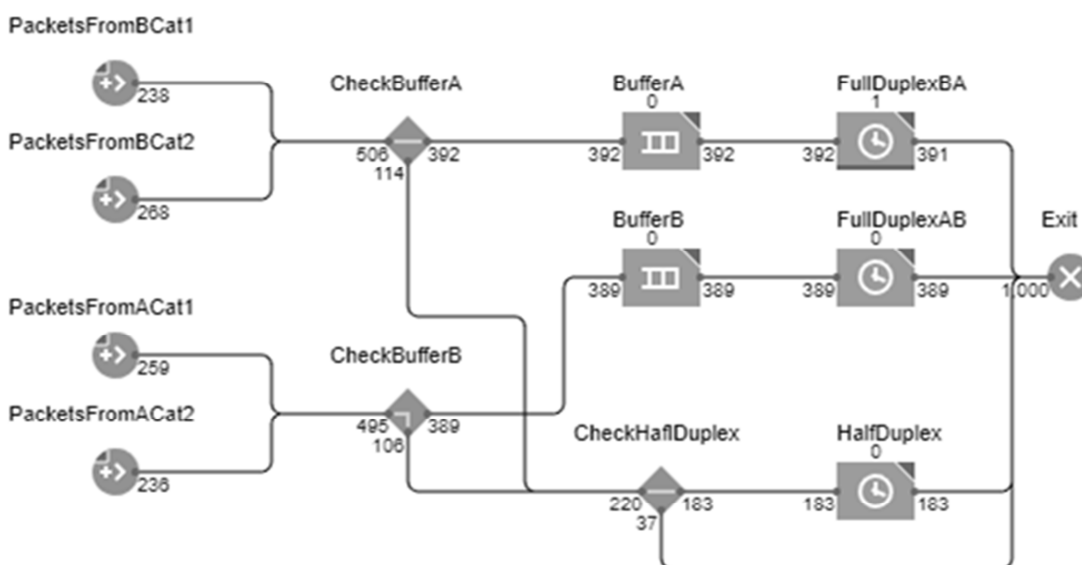 PacketsFromBCat1
238
PacketsFromBCat2
268
CheckBufferA
506 392
114
BufferA
0
392 392
FullDuplexBA
1
392 391
BufferB
0
389 389
FullDuplexAB
0
389 389
Exit
1,000
PacketsFromACat1
259
PacketsFromACat2
236
CheckBufferB
495 389
106
CheckHaflDuplex
220 183
37
HalfDuplex
0
183 183